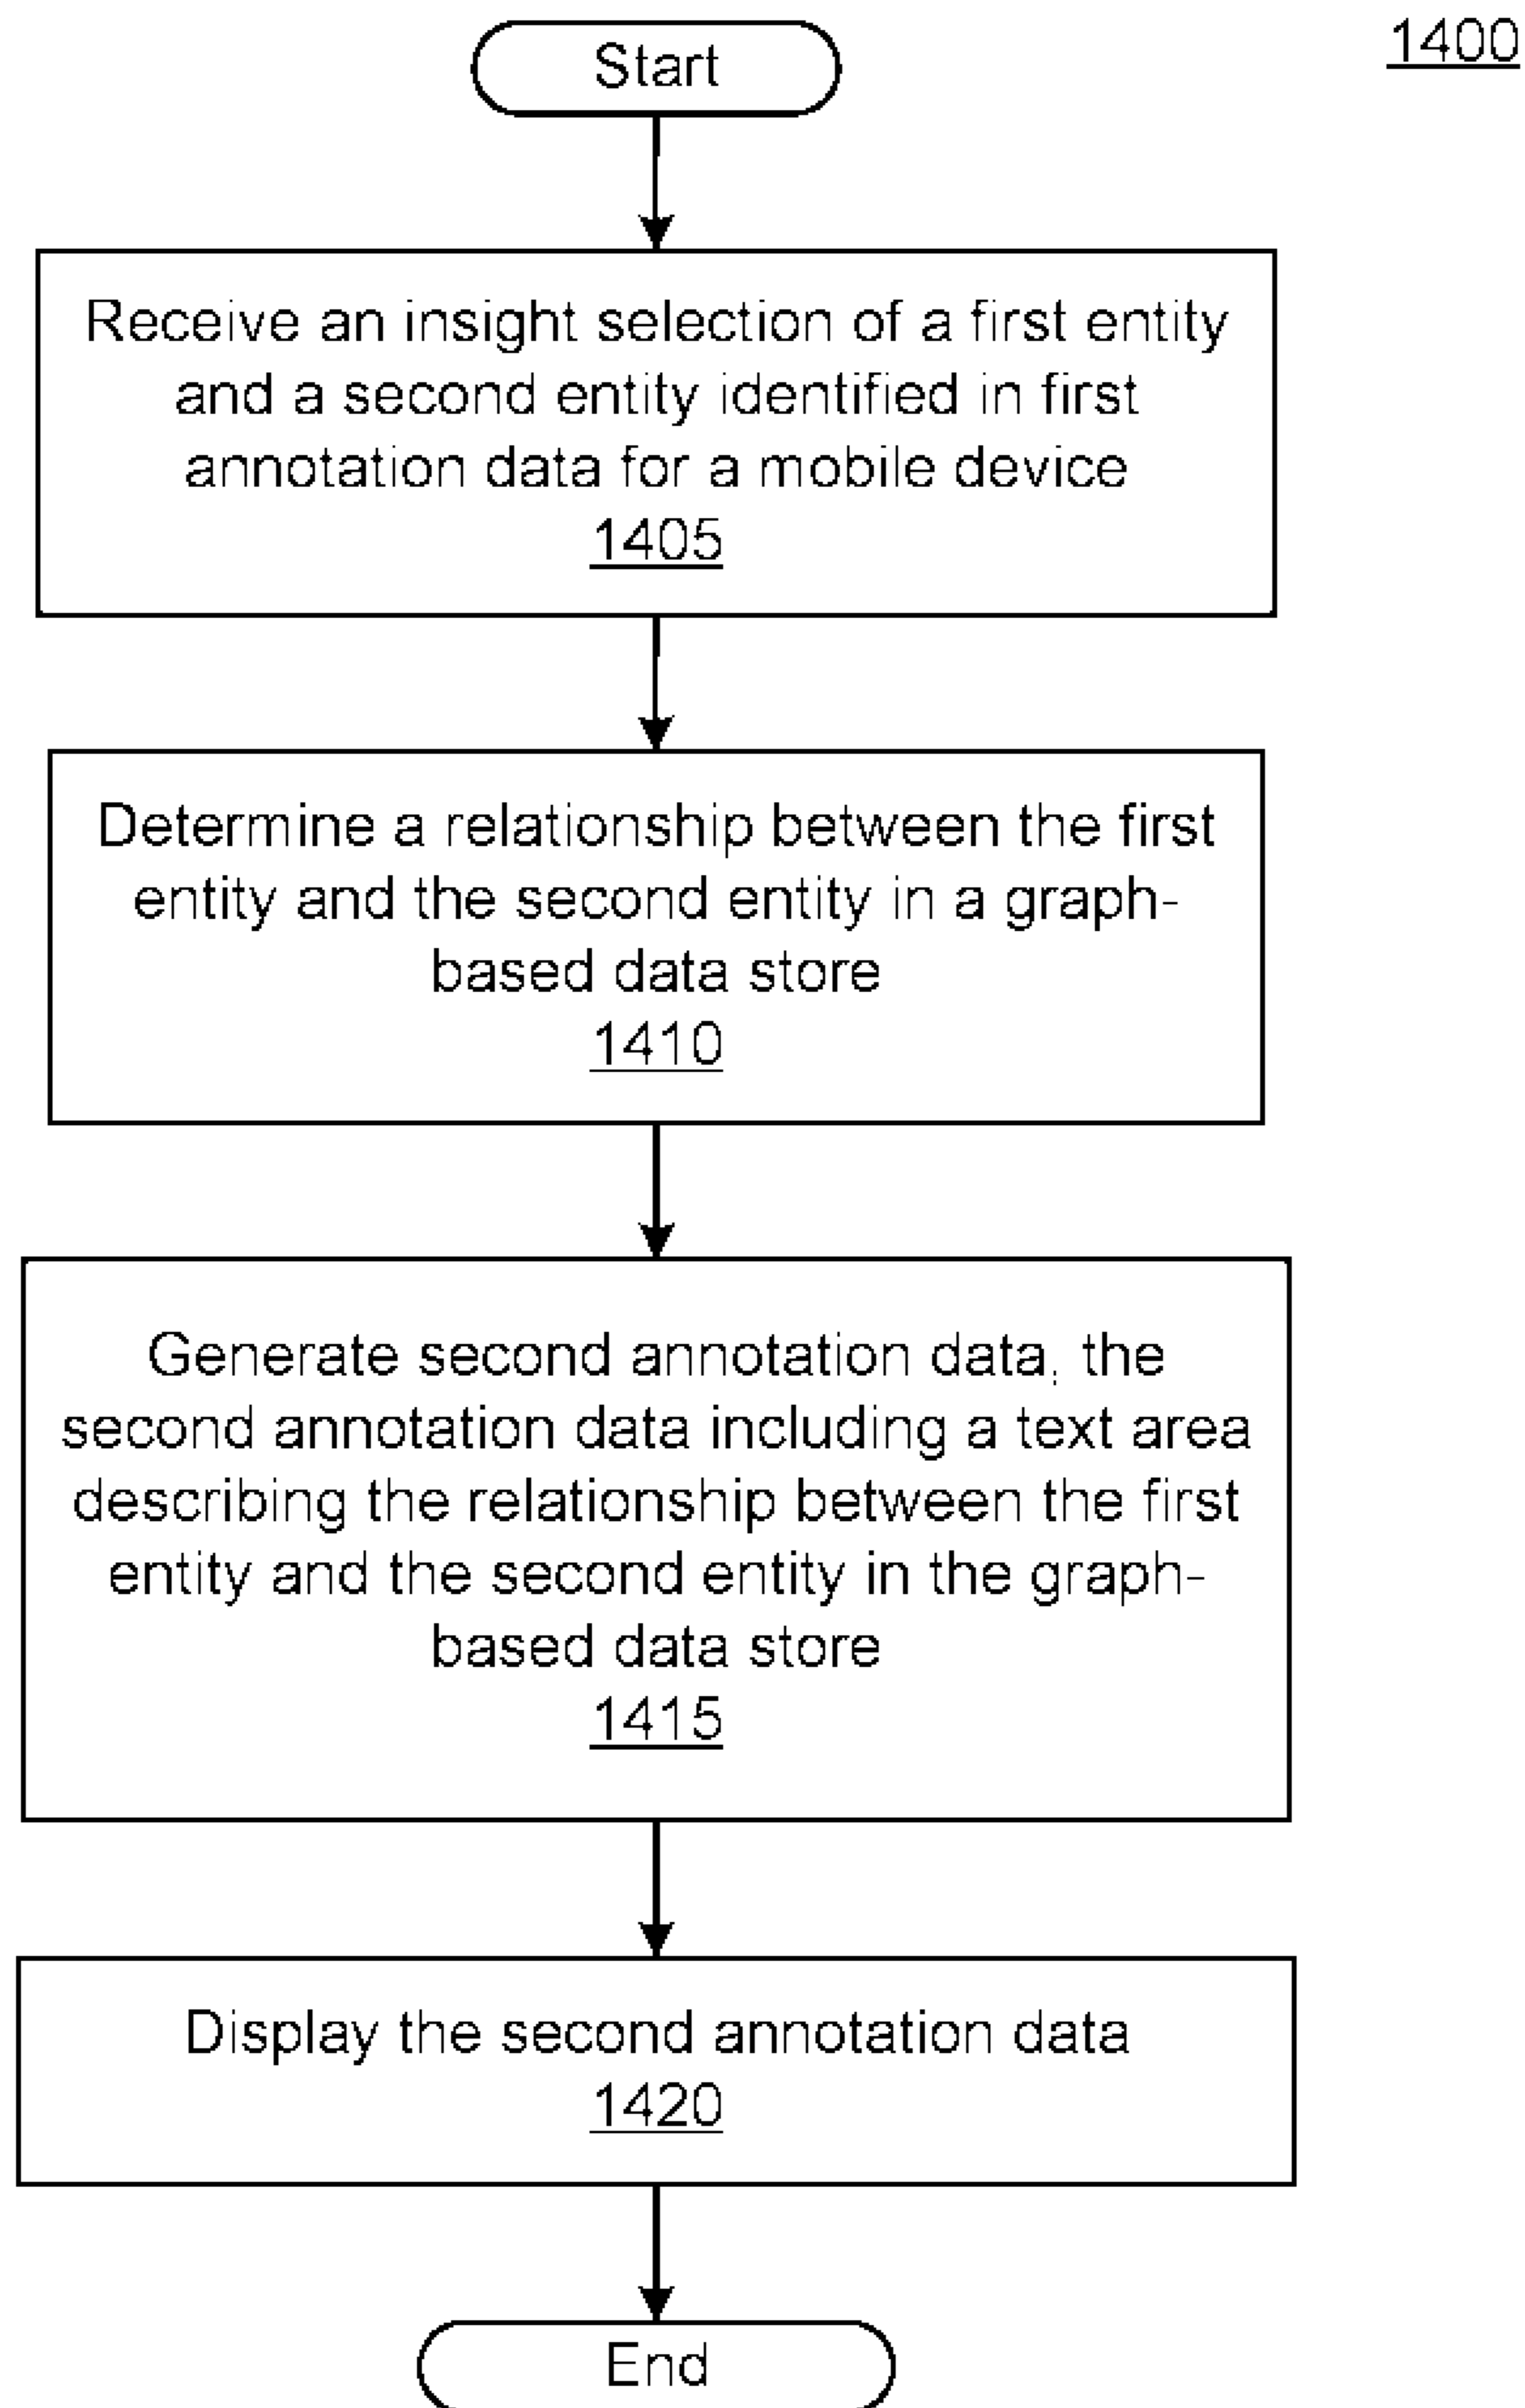 1400
Start
Receive an insight selection of a first entity
and a second entity identified in first
annotation data for a mobile device
1405
Determine a relationship between the first
entity and the second entity in a graph-
based data store
1410
Generate second annotation data, the
second annotation data including a text area
describing the relationship between the first
entity and the second entity in the graph-
based data store
1415
Display the second annotation data
1420
End